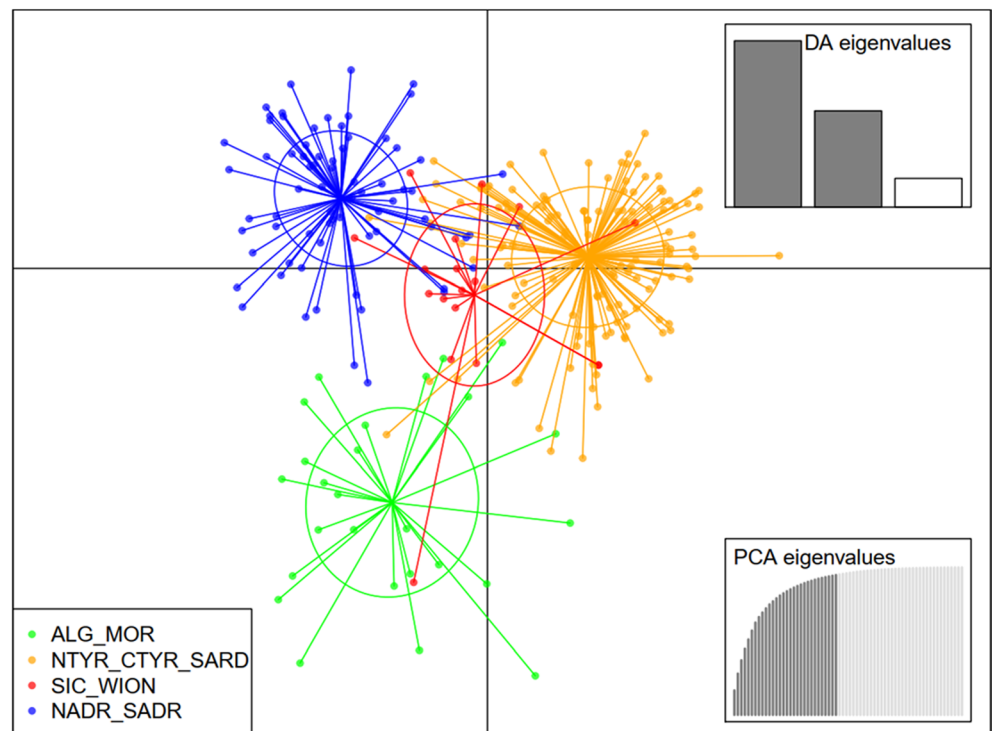 DA eigenvalues
PCA eigenvalues
ALG_MOR
NTYR_CTYR_SARD
SIC_WION
NADR_SADR